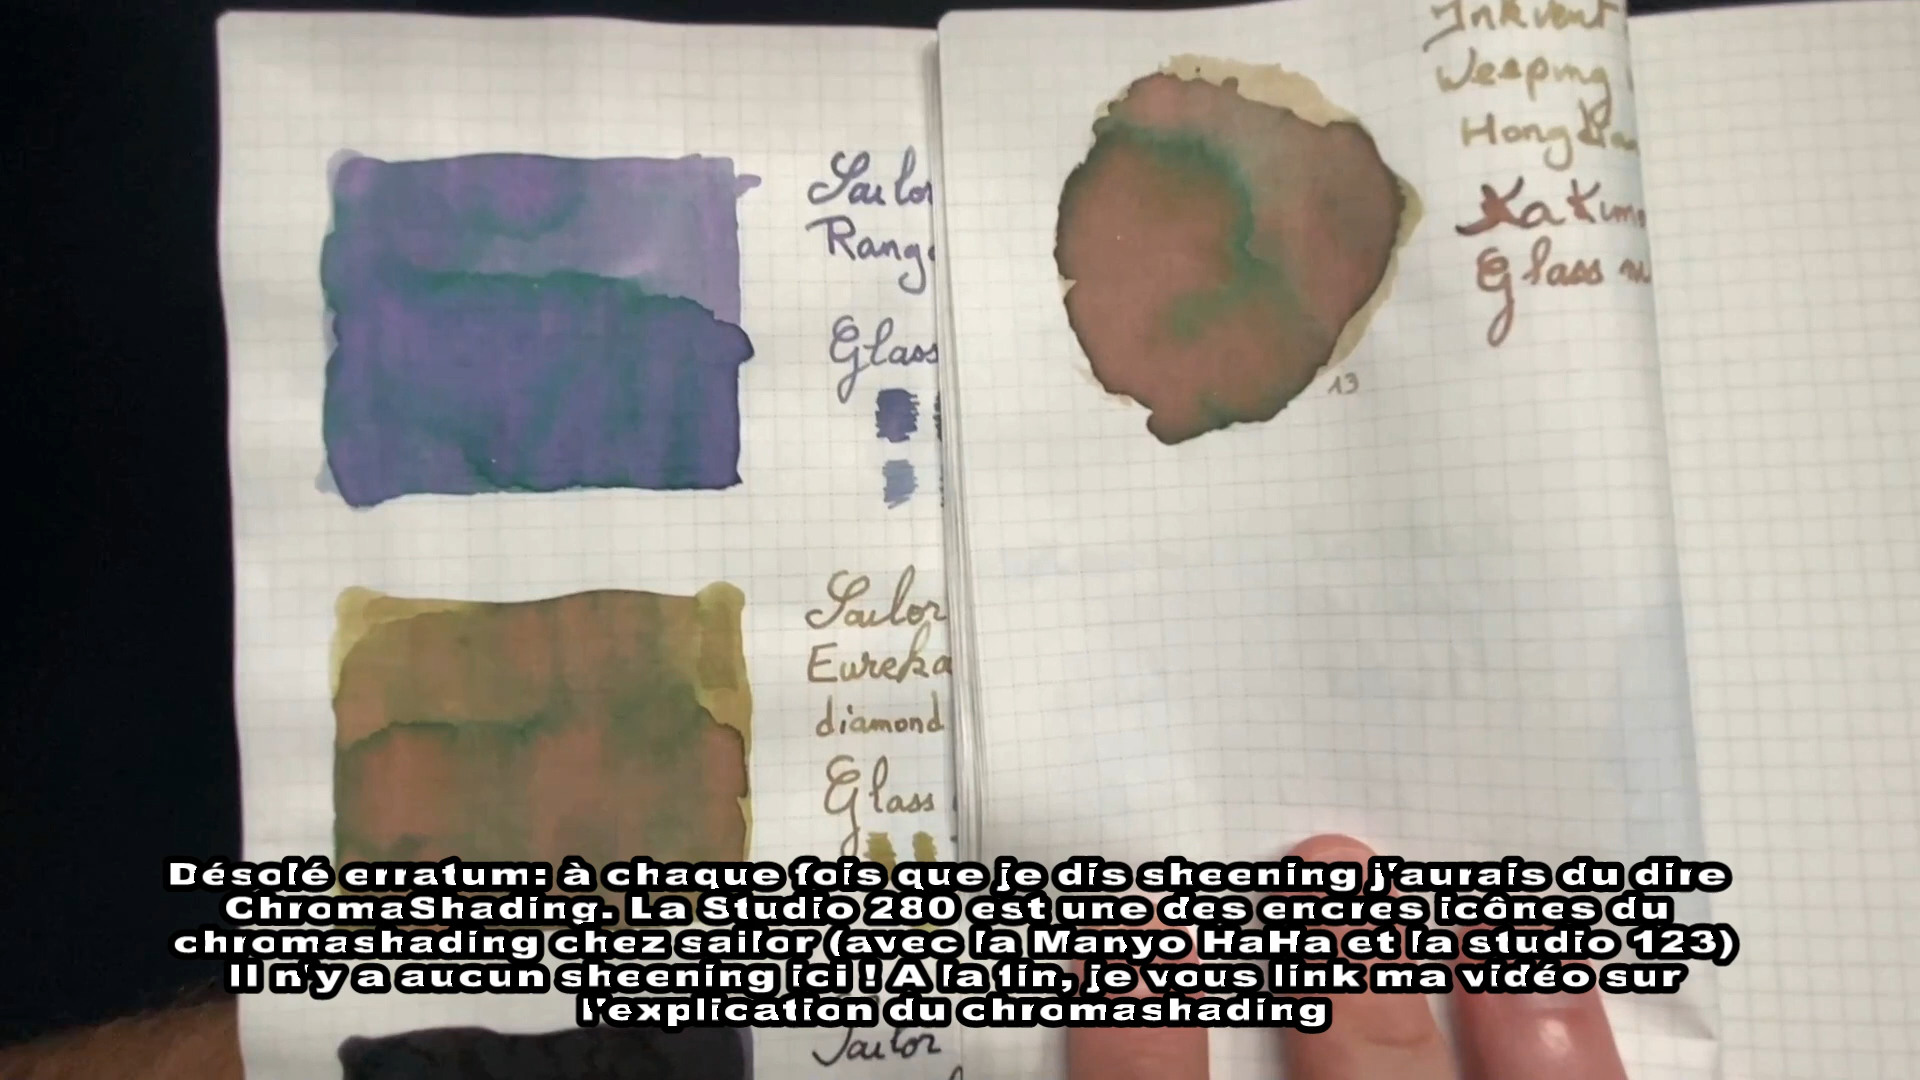 Sailor
Rang
Glass
Sailor
Eureka
diamond
Glass
Sailor
Inkvent
Weeping
Hong
Kakim
Glass
13
Désolé erratum: à chaque fois que je dis sheening j'aurais du dire
ChromaShading. La Studio 280 est une des encres icônes du
chromashading chez sailor (avec la Manyo HaHa et la studio 123)
Il n'y a aucun sheening ici ! A la fin, je vous link ma vidéo sur
l'explication du chromashading